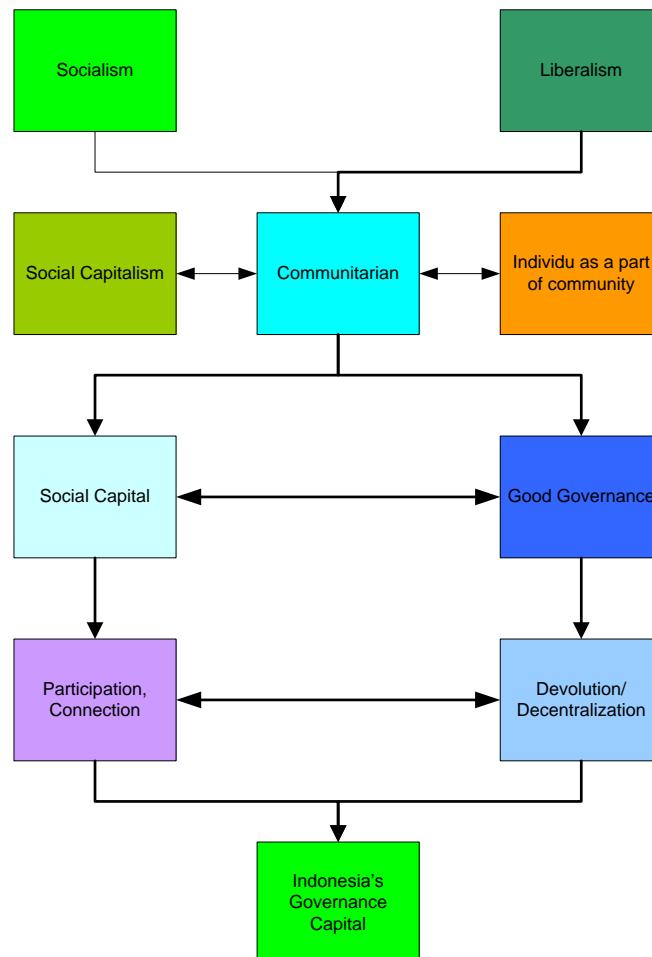 Socialism
Liberalism
Social Capitalism
Communitarian
Individu as a part
of community
Social Capital
Good Governance
Participation,
Connection
Devolution/
Decentralization
Indonesia's
Governance
Capital